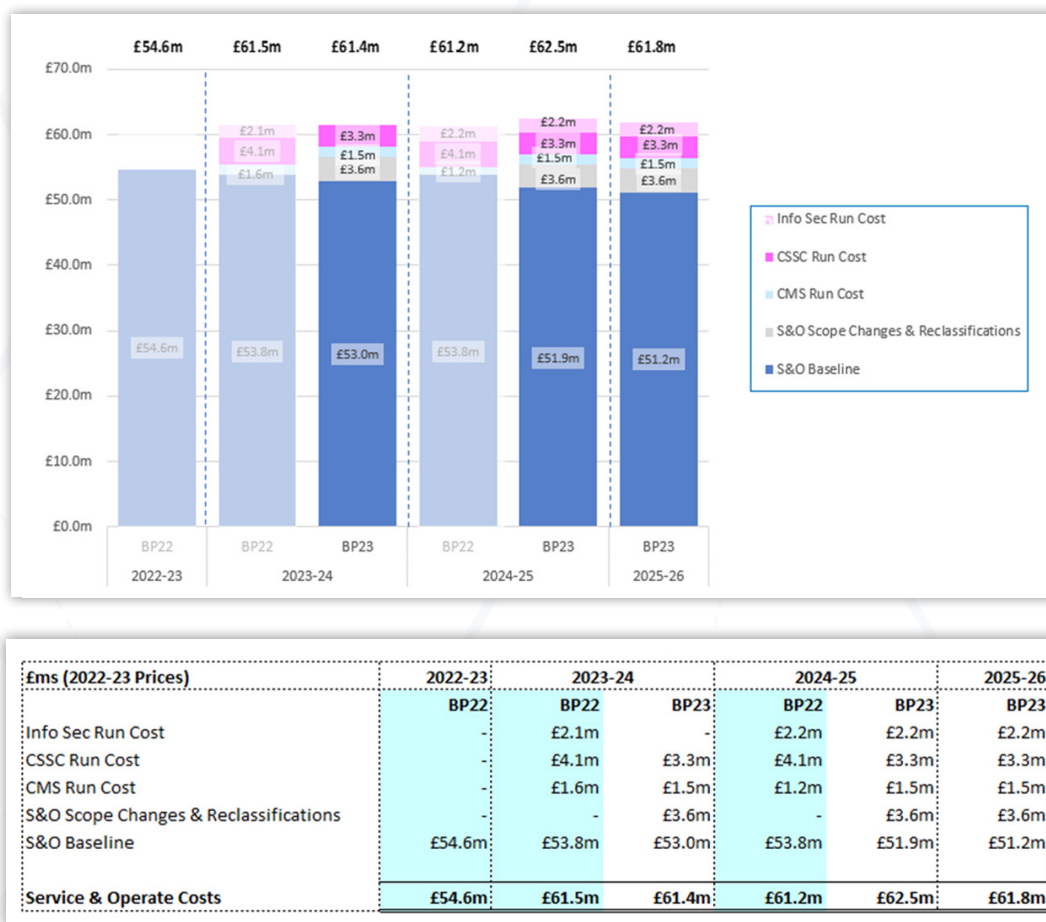 £54.6m £61.5m £61.4m £61.2m £62.5m £61.8m
£70.0m
£60.0m
£50.0m
£40.0m
£30.0m
£20.0m
£10.0m
£0.0m
£2.1m £3.3m £2.2m £2.2m £2.2m
£4.1m £1.5m £4.1m £3.3m £3.3m
£1.6m £3.6m £1.2m £1.5m £1.5m
£3.6m £3.6m
£54.6m £53.8m £53.0m £53.8m £51.9m £51.2m
BP22 BP22 BP23 BP22 BP23 BP23
2022-23 2023-24 2024-25 2025-26
Info Sec Run Cost
CSSC Run Cost
CMS Run Cost
S&O Scope Changes & Reclassifications
S&O Baseline
£ms (2022-23 Prices) 2022-23 2023-24 2024-25 2025-26
BP22 BP22 BP23 BP22 BP23 BP23
Info Sec Run Cost - £2.1m - £2.2m £2.2m £2.2m
CSSC Run Cost - £4.1m £3.3m £4.1m £3.3m £3.3m
CMS Run Cost - £1.6m £1.5m £1.2m £1.5m £1.5m
S&O Scope Changes & Reclassifications - - £3.6m - £3.6m £3.6m
S&O Baseline £54.6m £53.8m £53.0m £53.8m £51.9m £51.2m
Service & Operate Costs £54.6m £61.5m £61.4m £61.2m £62.5m £61.8m